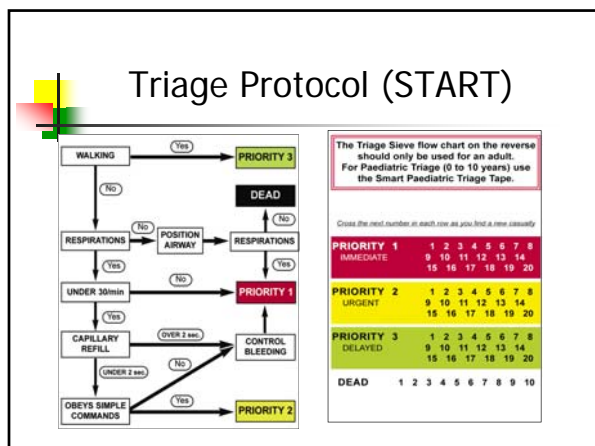 Triage Protocol (START)
WALKING
Yes
PRIORITY 3
No
DEAD
No
RESPIRATIONS
No
POSITION
AIRWAY
RESPIRATIONS
Yes
Yes
UNDER 30/min
No
PRIORITY 1
Yes
CAPILLARY
REFILL
OVER 2 sec.
CONTROL
BLEEDING
No
UNDER 2 sec.
OBEYS SIMPLE
COMMANDS
Yes
PRIORITY 2
The Triage Sieve flow chart on the reverse
should only be used for an adult.
For Paediatric Triage (0 to 10 years) use
the Smart Paediatric Triage Tape.
Cross the next number in each row as you find a new casualty
PRIORITY 1 1 2 3 4 5 6 7 8
IMMEDIATE 9 10 11 12 13 14
15 16 17 18 19 20
PRIORITY 2 1 2 3 4 5 6 7 8
URGENT 9 10 11 12 13 14
15 16 17 18 19 20
PRIORITY 3 1 2 3 4 5 6 7 8
DELAYED 9 10 11 12 13 14
15 16 17 18 19 20
DEAD 1 2 3 4 5 6 7 8 9 10